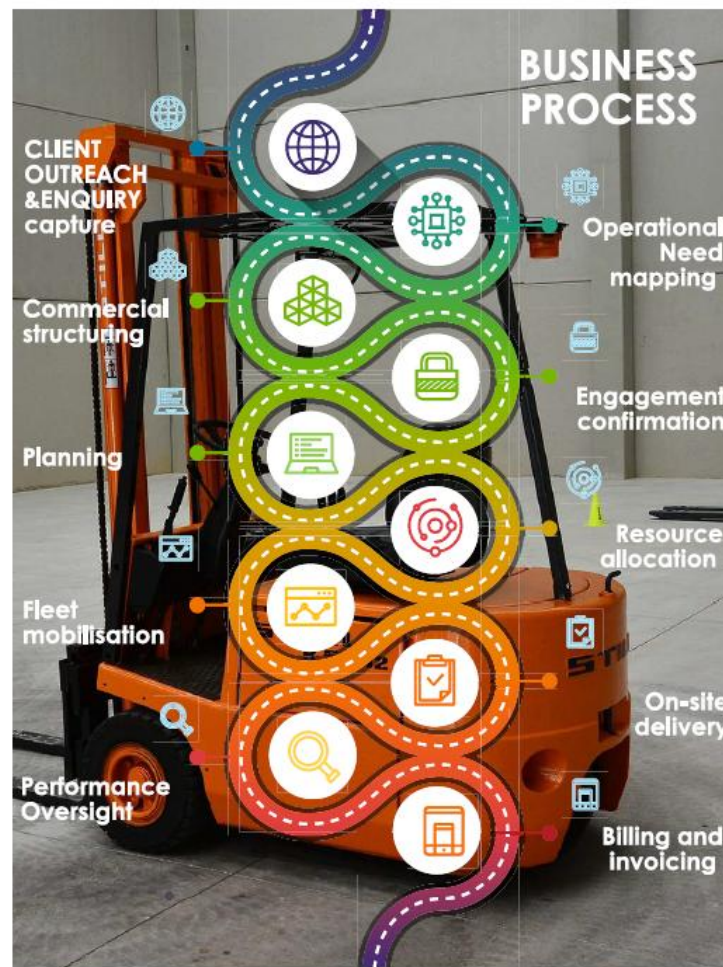 BUSINESS
PROCESS
CLIENT
OUTREACH
&ENQUIRY
capture
Operational
Need
mapping
Commercial
structuring
Engagement
confirmation
Planning
Resource
allocation
Fleet
mobilisation
On-site
delivery
Performance
Oversight
Billing and
invoicing